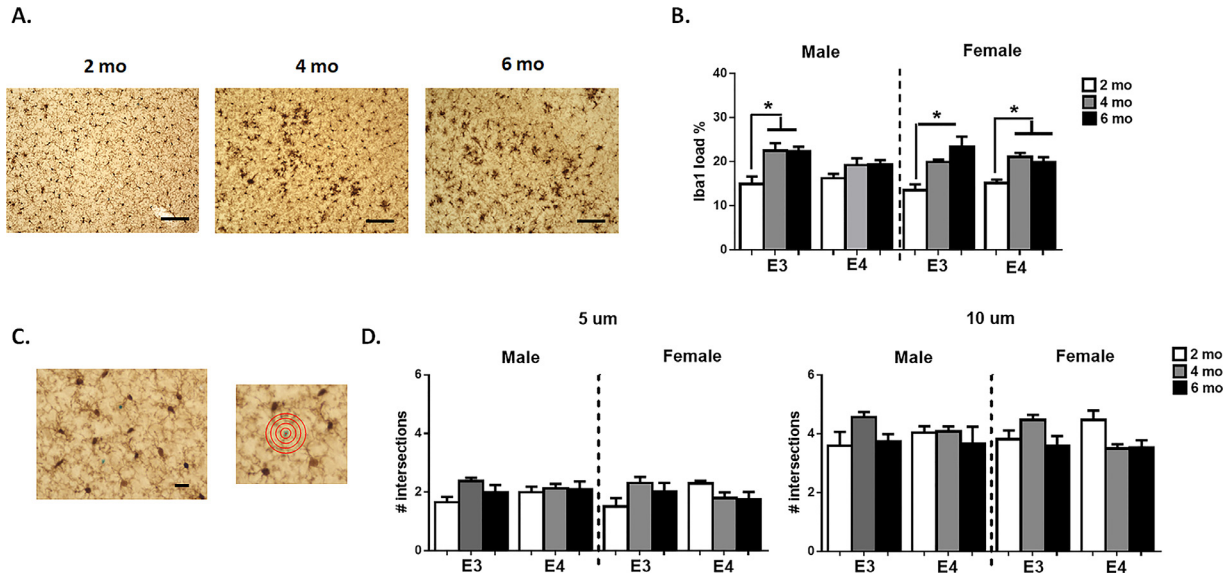 A.
2 mo
4 mo
6 mo
B.
Male
Female
Iba1 load %
40
30
20
10
0
*
*
*
E3
E4
E3
E4
2 mo
4 mo
6 mo
C.
D.
5 um
Male
Female
# intersections
6
4
2
0
E3
E4
E3
E4
10 um
Male
Female
# intersections
6
4
2
0
E3
E4
E3
E4
2 mo
4 mo
6 mo